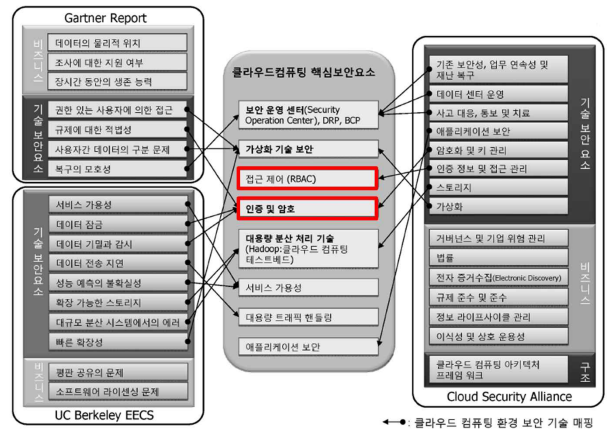 Gartner Report
비즈니스
데이터의 물리적 위치
조사에 대한 지원 여부
장시간 동안의 생존 능력
기술 보안요소
권한 있는 사용자에 의한 접근
규제에 대한 적법성
사용자간 데이터의 구분 문제
복구의 모호성
기술 보안요소
서비스 가용성
데이터 잠금
데이터 기밀과 감시
데이터 전송 지연
성능 예측의 불확실성
확장 가능한 스토리지
대규모 분산 시스템에서의 에러
빠른 확장성
비즈니스
평판 공유의 문제
소프트웨어 라이센싱 문제
UC Berkeley EECS
클라우드컴퓨팅 핵심보안요소
보안 운영 센터(Security
Operation Center), DRP, BCP
가상화 기술 보안
접근 제어 (RBAC)
인증 및 암호
대용량 분산 처리 기술
(Hadoop:클라우드 컴퓨팅
테스트베드)
서비스 가용성
대용량 트래픽 핸들링
애플리케이션 보안
기존 보안성, 업무 연속성 및
재난 복구
데이터 센터 운영
사고 대응, 통보 및 치료
애플리케이션 보안
암호화 및 키 관리
인증 정보 및 접근 관리
스토리지
가상화
기술 보안요소
거버넌스 및 기업 위험 관리
법률
전자 증거수집(Electronic Discovery)
규제 준수 및 준수
정보 라이프사이클 관리
이식성 및 상호 운용성
비즈니스
클라우드 컴퓨팅 아키텍처
프레임 워크
구조
Cloud Security Alliance
: 클라우드 컴퓨팅 환경 보안 기술 매핑